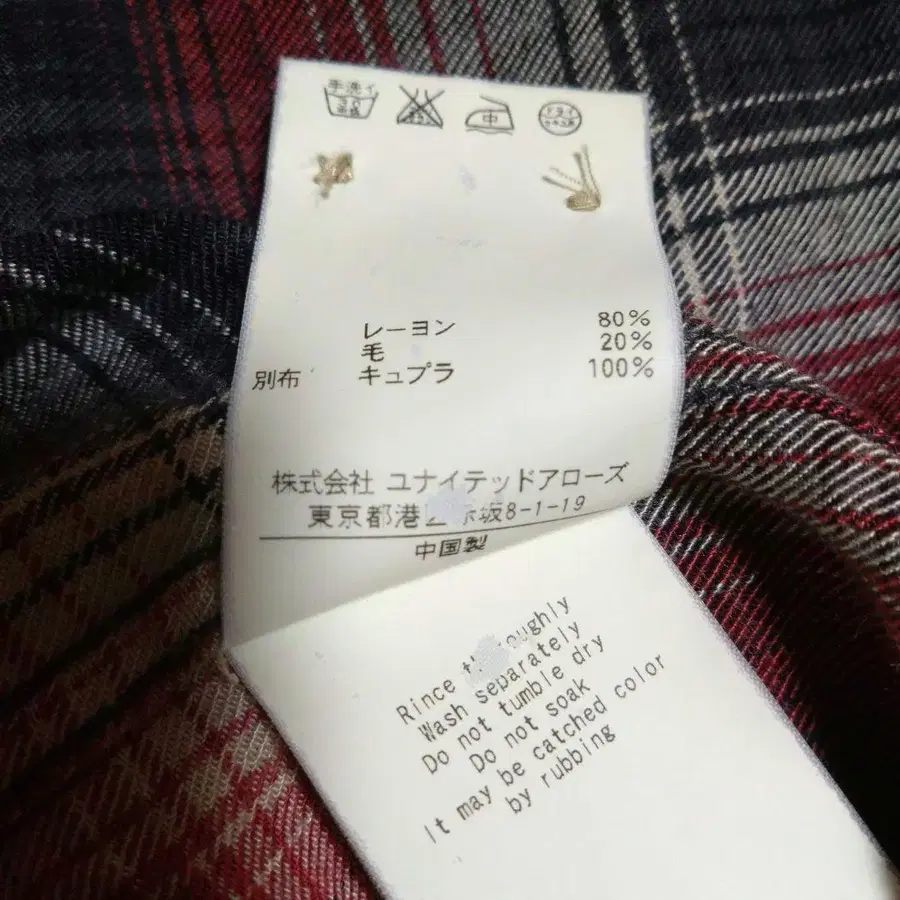 手洗イ
30
中
ドライ
レーヨン 80%
毛 20%
別布 キュプラ 100%
株式会社 ユナイテッドアローズ
東京都港 坂8-1-19
中国製
Rince
Wash separately
Do not tumble dry
Do not soak
It may be catched color
by rubbing